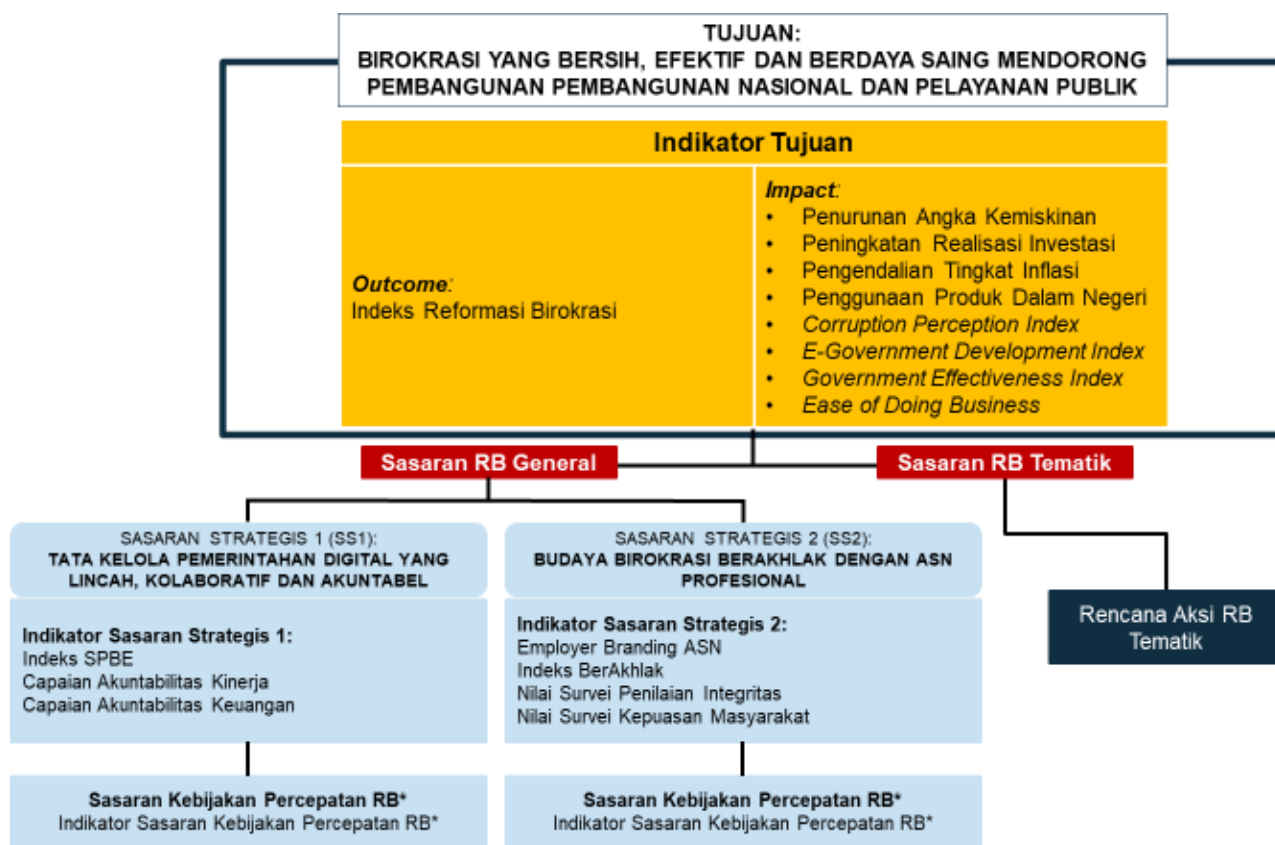 TUJUAN:
BIROKRASI YANG BERSIH, EFEKTIF DAN BERDAYA SAING MENDORONG
PEMBANGUNAN PEMBANGUNAN NASIONAL DAN PELAYANAN PUBLIK
Indikator Tujuan
Outcome:
Indeks Reformasi Birokrasi
Impact:
• Penurunan Angka Kemiskinan
• Peningkatan Realisasi Investasi
• Pengendalian Tingkat Inflasi
• Penggunaan Produk Dalam Negeri
• Corruption Perception Index
• E-Government Development Index
• Government Effectiveness Index
• Ease of Doing Business
Sasaran RB General
Sasaran RB Tematik
SASARAN STRATEGIS 1 (SS1):
TATA KELOLA PEMERINTAHAN DIGITAL YANG
LINCAH, KOLABORATIF DAN AKUNTABEL
Indikator Sasaran Strategis 1:
Indeks SPBE
Capaian Akuntabilitas Kinerja
Capaian Akuntabilitas Keuangan
Sasaran Kebijakan Percepatan RB*
Indikator Sasaran Kebijakan Percepatan RB*
SASARAN STRATEGIS 2 (SS2):
BUDAYA BIROKRASI BERAKHLAK DENGAN ASN
PROFESIONAL
Indikator Sasaran Strategis 2:
Employer Branding ASN
Indeks BerAkhlak
Nilai Survei Penilaian Integritas
Nilai Survei Kepuasan Masyarakat
Sasaran Kebijakan Percepatan RB*
Indikator Sasaran Kebijakan Percepatan RB*
Rencana Aksi RB
Tematik